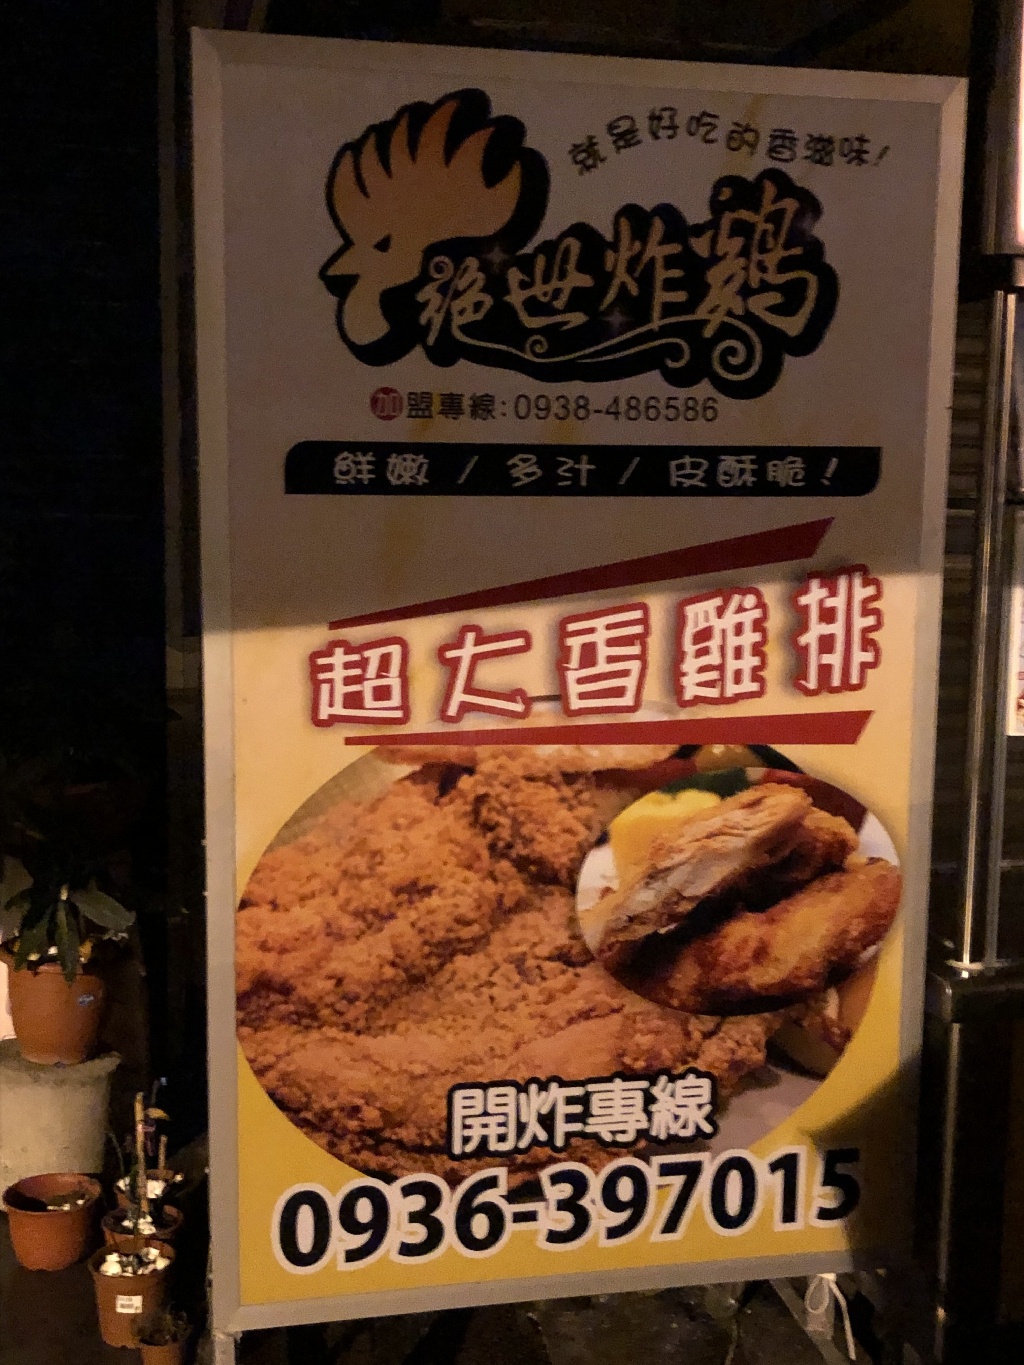 就是好吃的香滋味!
絕世炸鷄
加盟專線:0938-486586
鮮嫩 / 多汁 / 皮酥脆!
超大香雞排
開炸專線
0936-397015